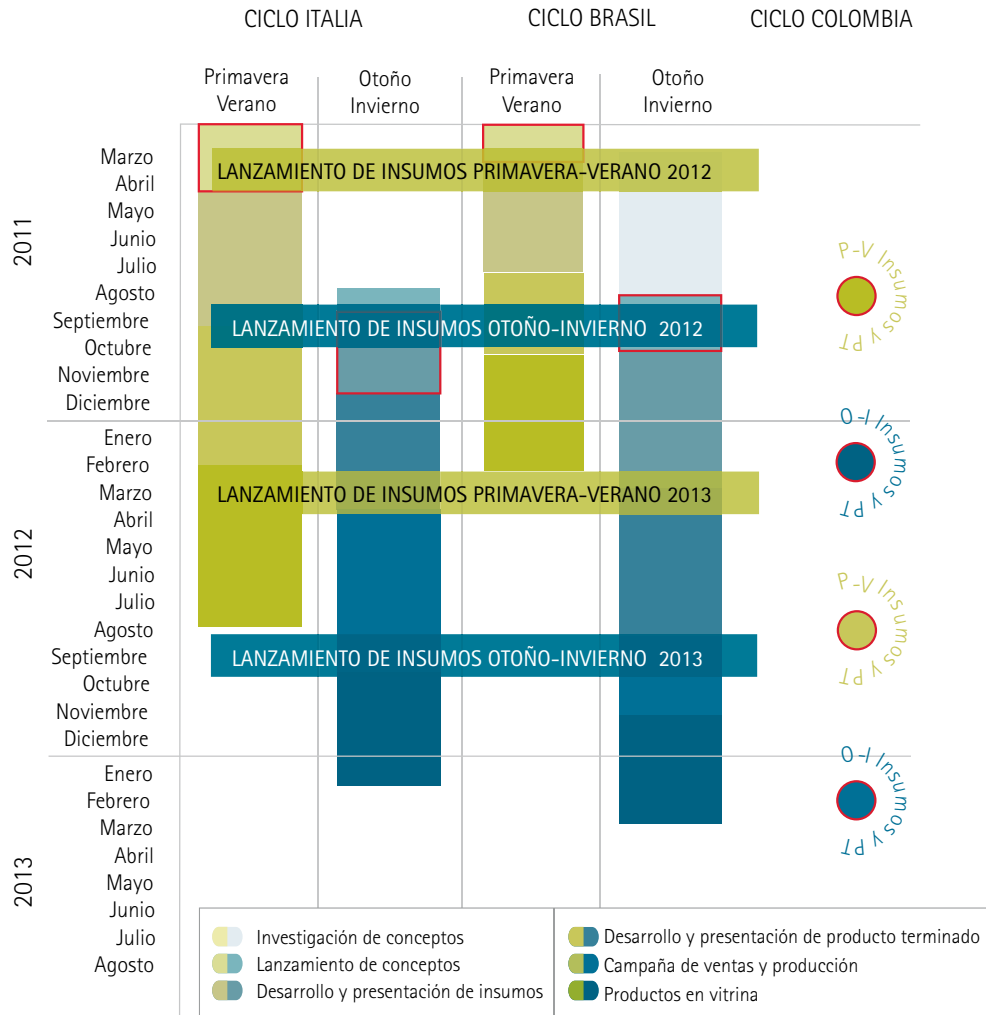 CICLO ITALIA
CICLO BRASIL
CICLO COLOMBIA
Primavera
Verano
Otoño
Invierno
Primavera
Verano
Otoño
Invierno
2011
Marzo
Abril
Mayo
Junio
Julio
Agosto
Septiembre
Octubre
Noviembre
Diciembre
LANZAMIENTO DE INSUMOS PRIMAVERA-VERANO 2012
LANZAMIENTO DE INSUMOS OTOÑO-INVIERNO 2012
P-V Insumos y PT
2012
Enero
Febrero
Marzo
Abril
Mayo
Junio
Julio
Agosto
Septiembre
Octubre
Noviembre
Diciembre
O-I Insumos y PT
LANZAMIENTO DE INSUMOS PRIMAVERA-VERANO 2013
P-V Insumos y PT
LANZAMIENTO DE INSUMOS OTOÑO-INVIERNO 2013
2013
Enero
Febrero
Marzo
Abril
Mayo
Junio
Julio
Agosto
O-I Insumos y PT
Investigación de conceptos
Lanzamiento de conceptos
Desarrollo y presentación de insumos
Desarrollo y presentación de producto terminado
Campaña de ventas y producción
Productos en vitrina